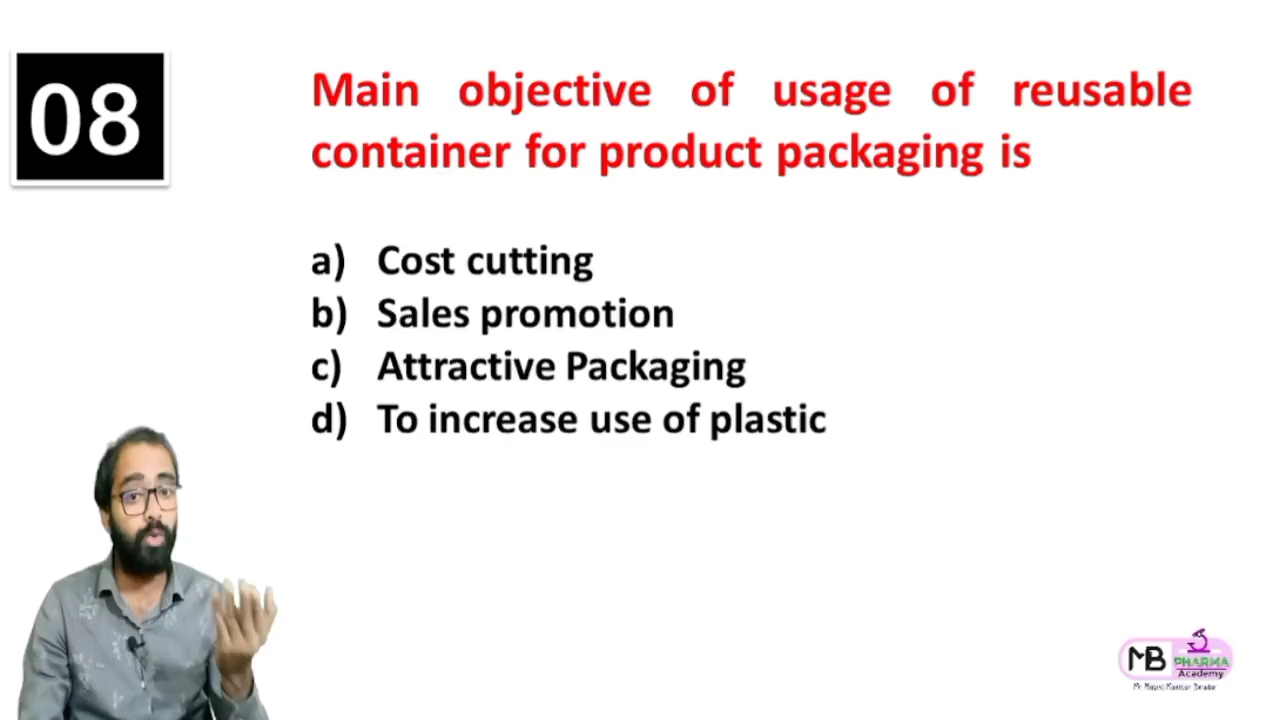 08
Main objective of usage of reusable
container for product packaging is
a) Cost cutting
b) Sales promotion
c) Attractive Packaging
d) To increase use of plastic
MB PHARMA
Academy